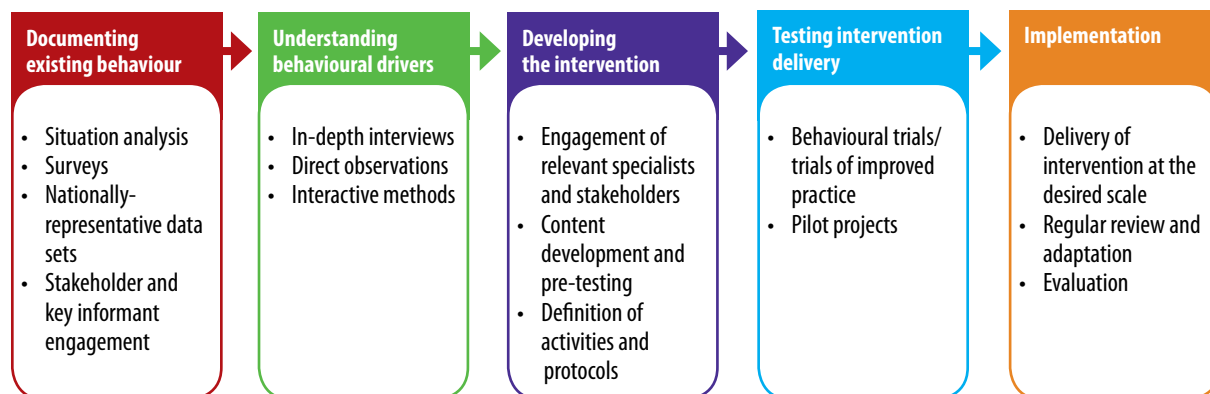 Documenting
existing behaviour
• Situation analysis
• Surveys
• Nationally-
representative data
sets
• Stakeholder and
key informant
engagement
Understanding
behavioural drivers
• In-depth interviews
• Direct observations
• Interactive methods
Developing
the intervention
• Engagement of
relevant specialists
and stakeholders
• Content
development and
pre-testing
• Definition of
activities and
protocols
Testing intervention
delivery
• Behavioural trials/
trials of improved
practice
• Pilot projects
Implementation
• Delivery of
intervention at the
desired scale
• Regular review and
adaptation
• Evaluation